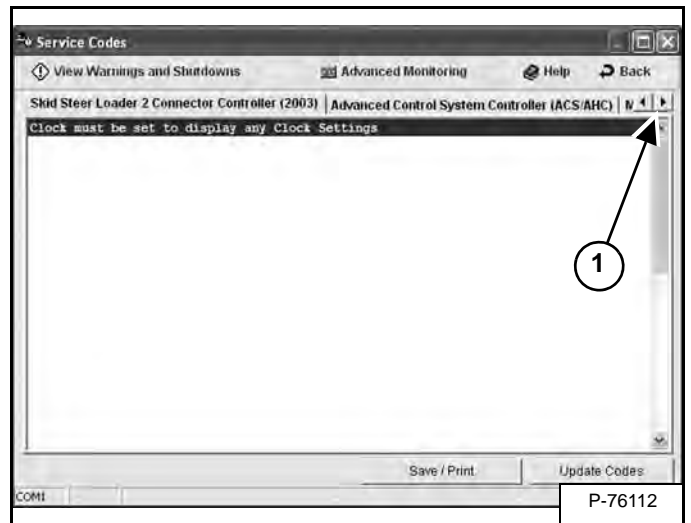 Service Codes
View Warnings and Shutdowns Advanced Monitoring Help Back
Skid Steer Loader 2 Connector Controller (2003) Advanced Control System Controller (ACS/AHC)
Clock must be set to display any Clock Settings
1
Save / Print Update Codes
COM1
P-76112